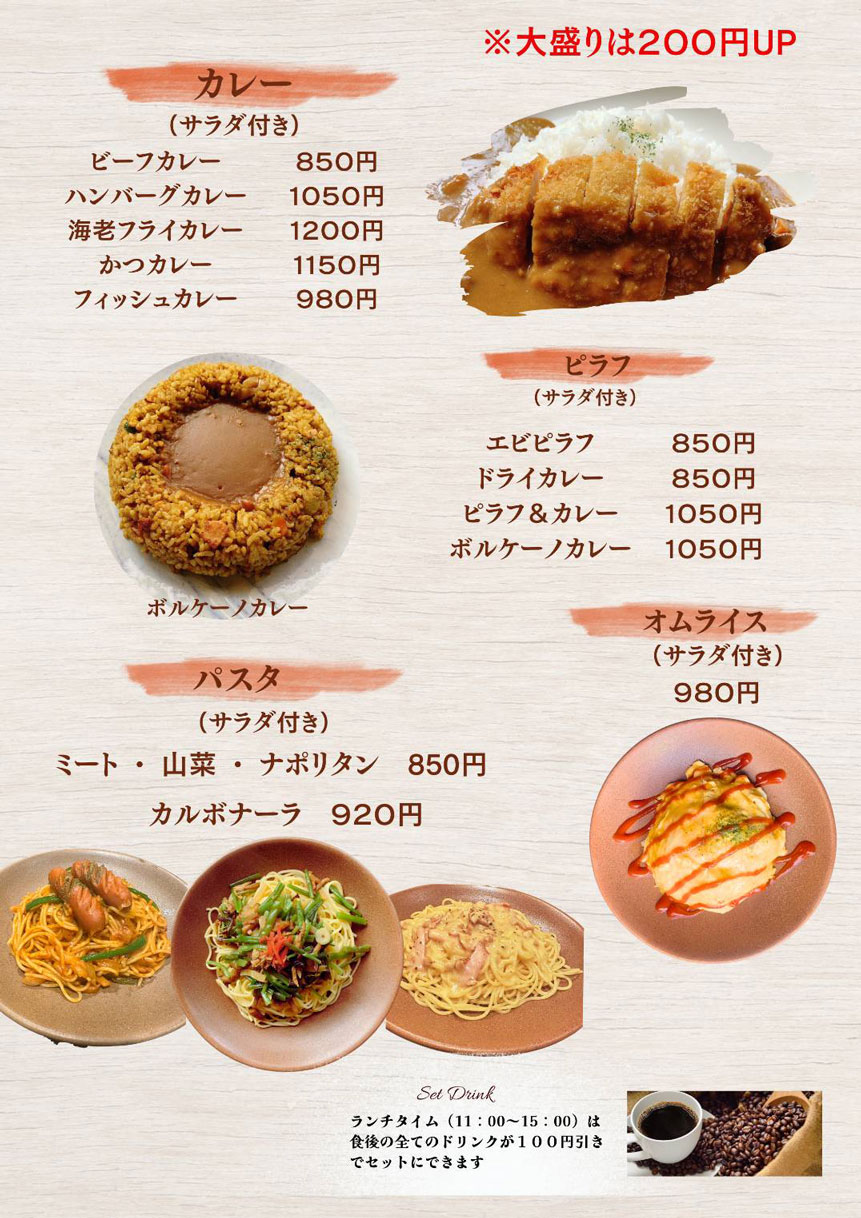 ※大盛りは200円UP
カレー
（サラダ付き）
ビーフカレー 850円
ハンバーグカレー 1050円
海老フライカレー 1200円
かつカレー 1150円
フィッシュカレー 980円
ピラフ
（サラダ付き）
エビピラフ 850円
ドライカレー 850円
ピラフ＆カレー 1050円
ボルケーノカレー 1050円
ボルケーノカレー
オムライス
（サラダ付き）
980円
パスタ
（サラダ付き）
ミート ・ 山菜 ・ ナポリタン 850円
カルボナーラ 920円
Set Drink
ランチタイム（11：00〜15：00）は
食後の全てのドリンクが１００円引き
でセットにできます